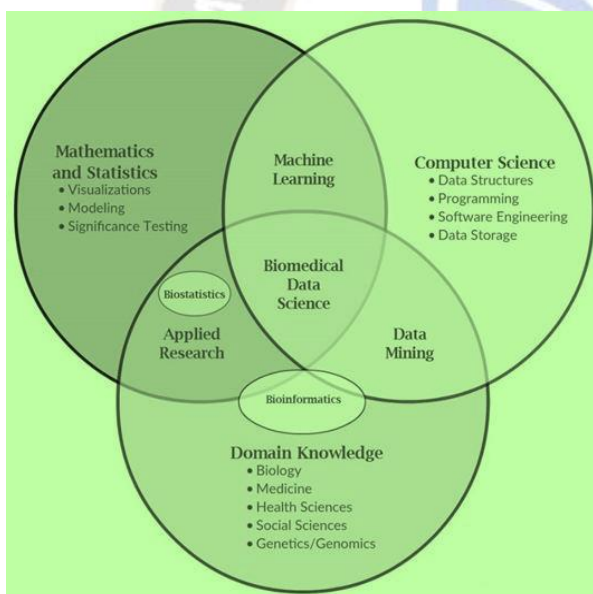 Mathematics
and Statistics
• Visualizations
• Modeling
• Significance Testing
Machine
Learning
Computer Science
• Data Structures
• Programming
• Software Engineering
• Data Storage
Biostatistics
Biomedical
Data
Science
Applied
Research
Data
Mining
Bioinformatics
Domain Knowledge
• Biology
• Medicine
• Health Sciences
• Social Sciences
• Genetics/Genomics